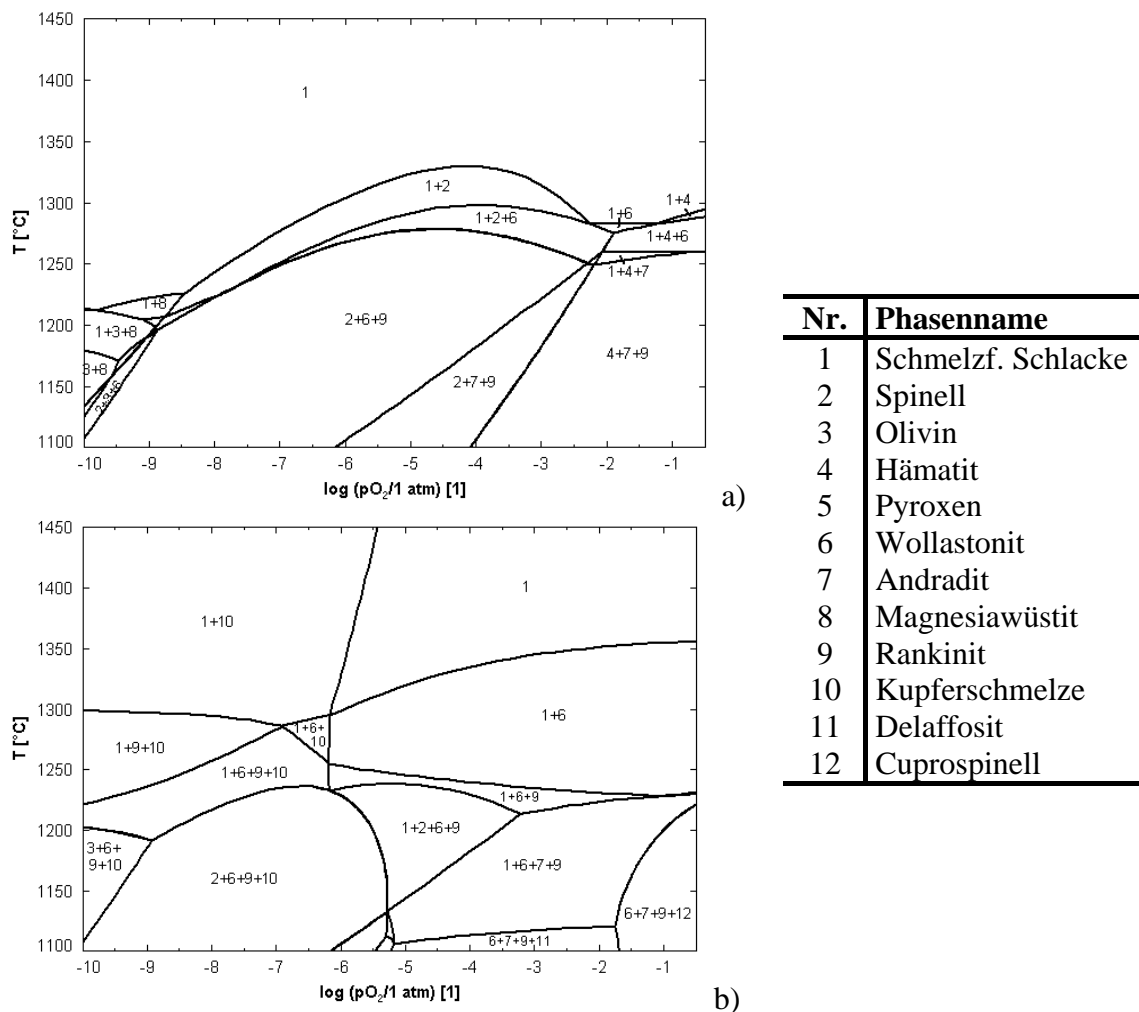 1450
1400
1350
1300
1250
1200
1150
1100
T [°C]
1
1+2
1+2+6
1+6
1+4
1+4+6
1+4+7
1+8
1+3+8
3+8
2+3+6
2+6+9
2+7+9
4+7+9
-10 -9 -8 -7 -6 -5 -4 -3 -2 -1
log (pO₂/1 atm) [1]
a)
1450
1400
1350
1300
1250
1200
1150
1100
T [°C]
1+10
1
1+6+
10
1+6
1+9+10
1+6+9+10
1+6+9
1+2+6+9
3+6+
9+10
2+6+9+10
1+6+7+9
6+7+9+12
6+7+9+11
-10 -9 -8 -7 -6 -5 -4 -3 -2 -1
log (pO₂/1 atm) [1]
b)
Nr. Phasenname
1 Schmelzf. Schlacke
2 Spinell
3 Olivin
4 Hämatit
5 Pyroxen
6 Wollastonit
7 Andradit
8 Magnesiawüstit
9 Rankinit
10 Kupferschmelze
11 Delaffosit
12 Cuprospinell